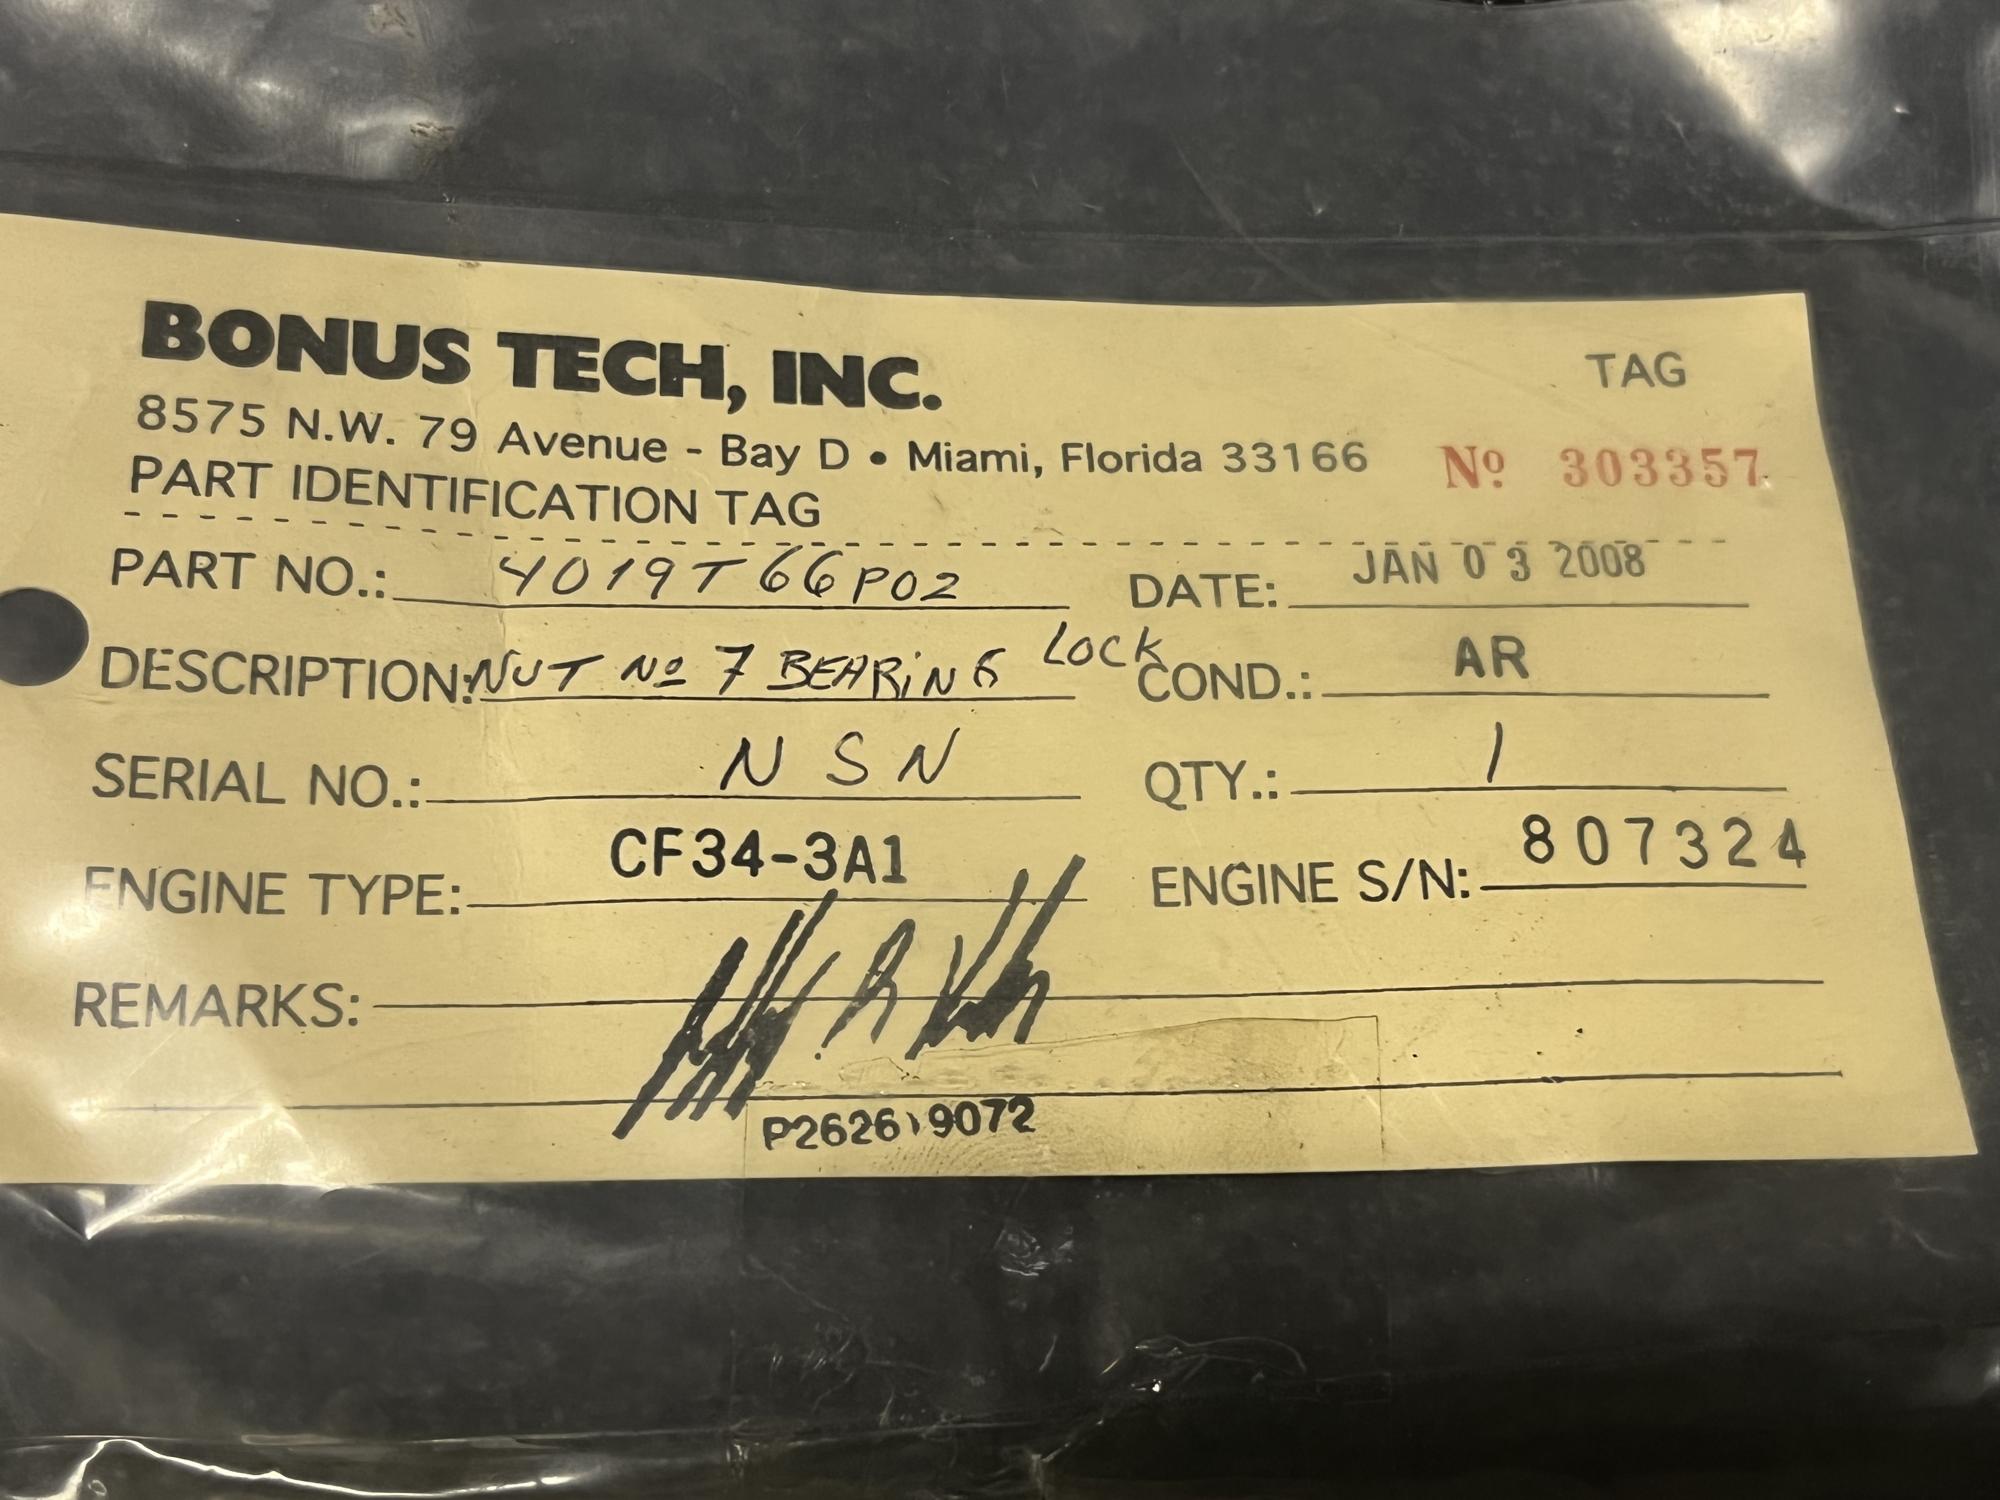 BONUS TECH, INC.
TAG
8575 N.W. 79 Avenue - Bay D • Miami, Florida 33166
Nº 303357
PART IDENTIFICATION TAG
PART NO.: 4019T66P02
DATE: JAN 03 2008
DESCRIPTION: NUT Nº 7 BEARING LOCK
COND.: AR
SERIAL NO.: NSN
QTY.: 1
ENGINE TYPE: CF34-3A1
ENGINE S/N: 807324
REMARKS: